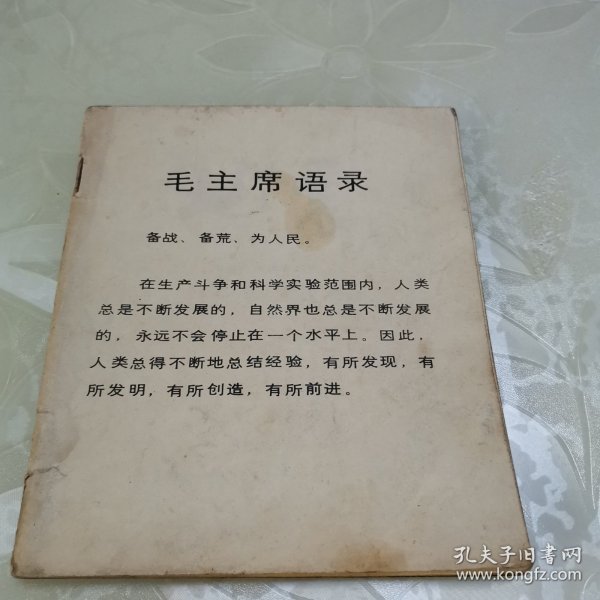 毛主席语录
备战、备荒、为人民。
在生产斗争和科学实验范围内，人类
总是不断发展的，自然界也总是不断发展
的，永远不会停止在一个水平上。因此，
人类总得不断地总结经验，有所发现，有
所发明，有所创造，有所前进。
孔夫子旧书网
www.kongfz.com